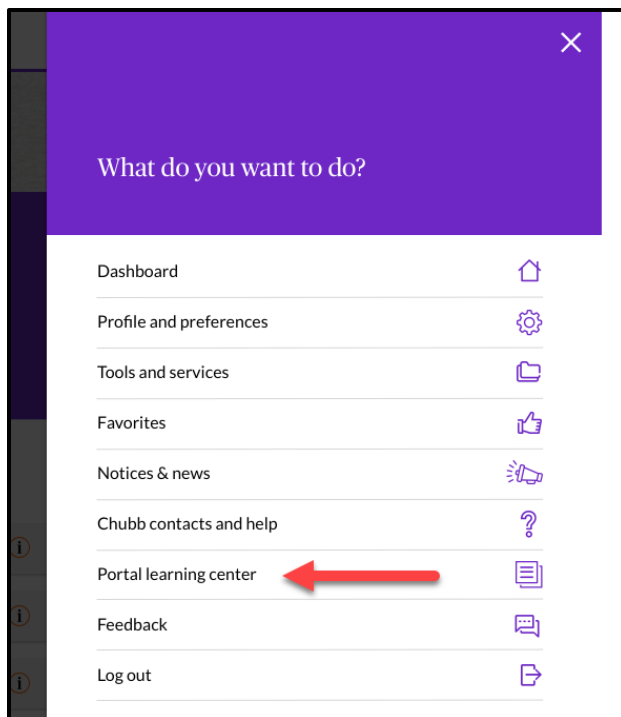 What do you want to do?
Dashboard
Profile and preferences
Tools and services
Favorites
Notices & news
Chubb contacts and help
Portal learning center
Feedback
Log out